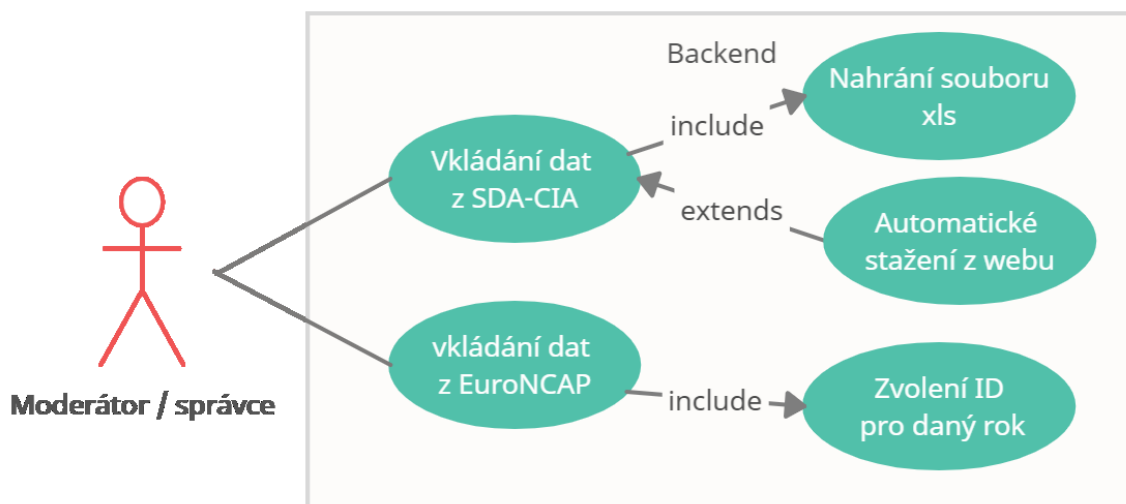 Backend
Nahrání souboru
xls
include
Vkládání dat
z SDA-CIA
extends
Automatické
stažení z webu
vkládání dat
z EuroNCAP
include
Zvolení ID
pro daný rok
Moderátor / správce